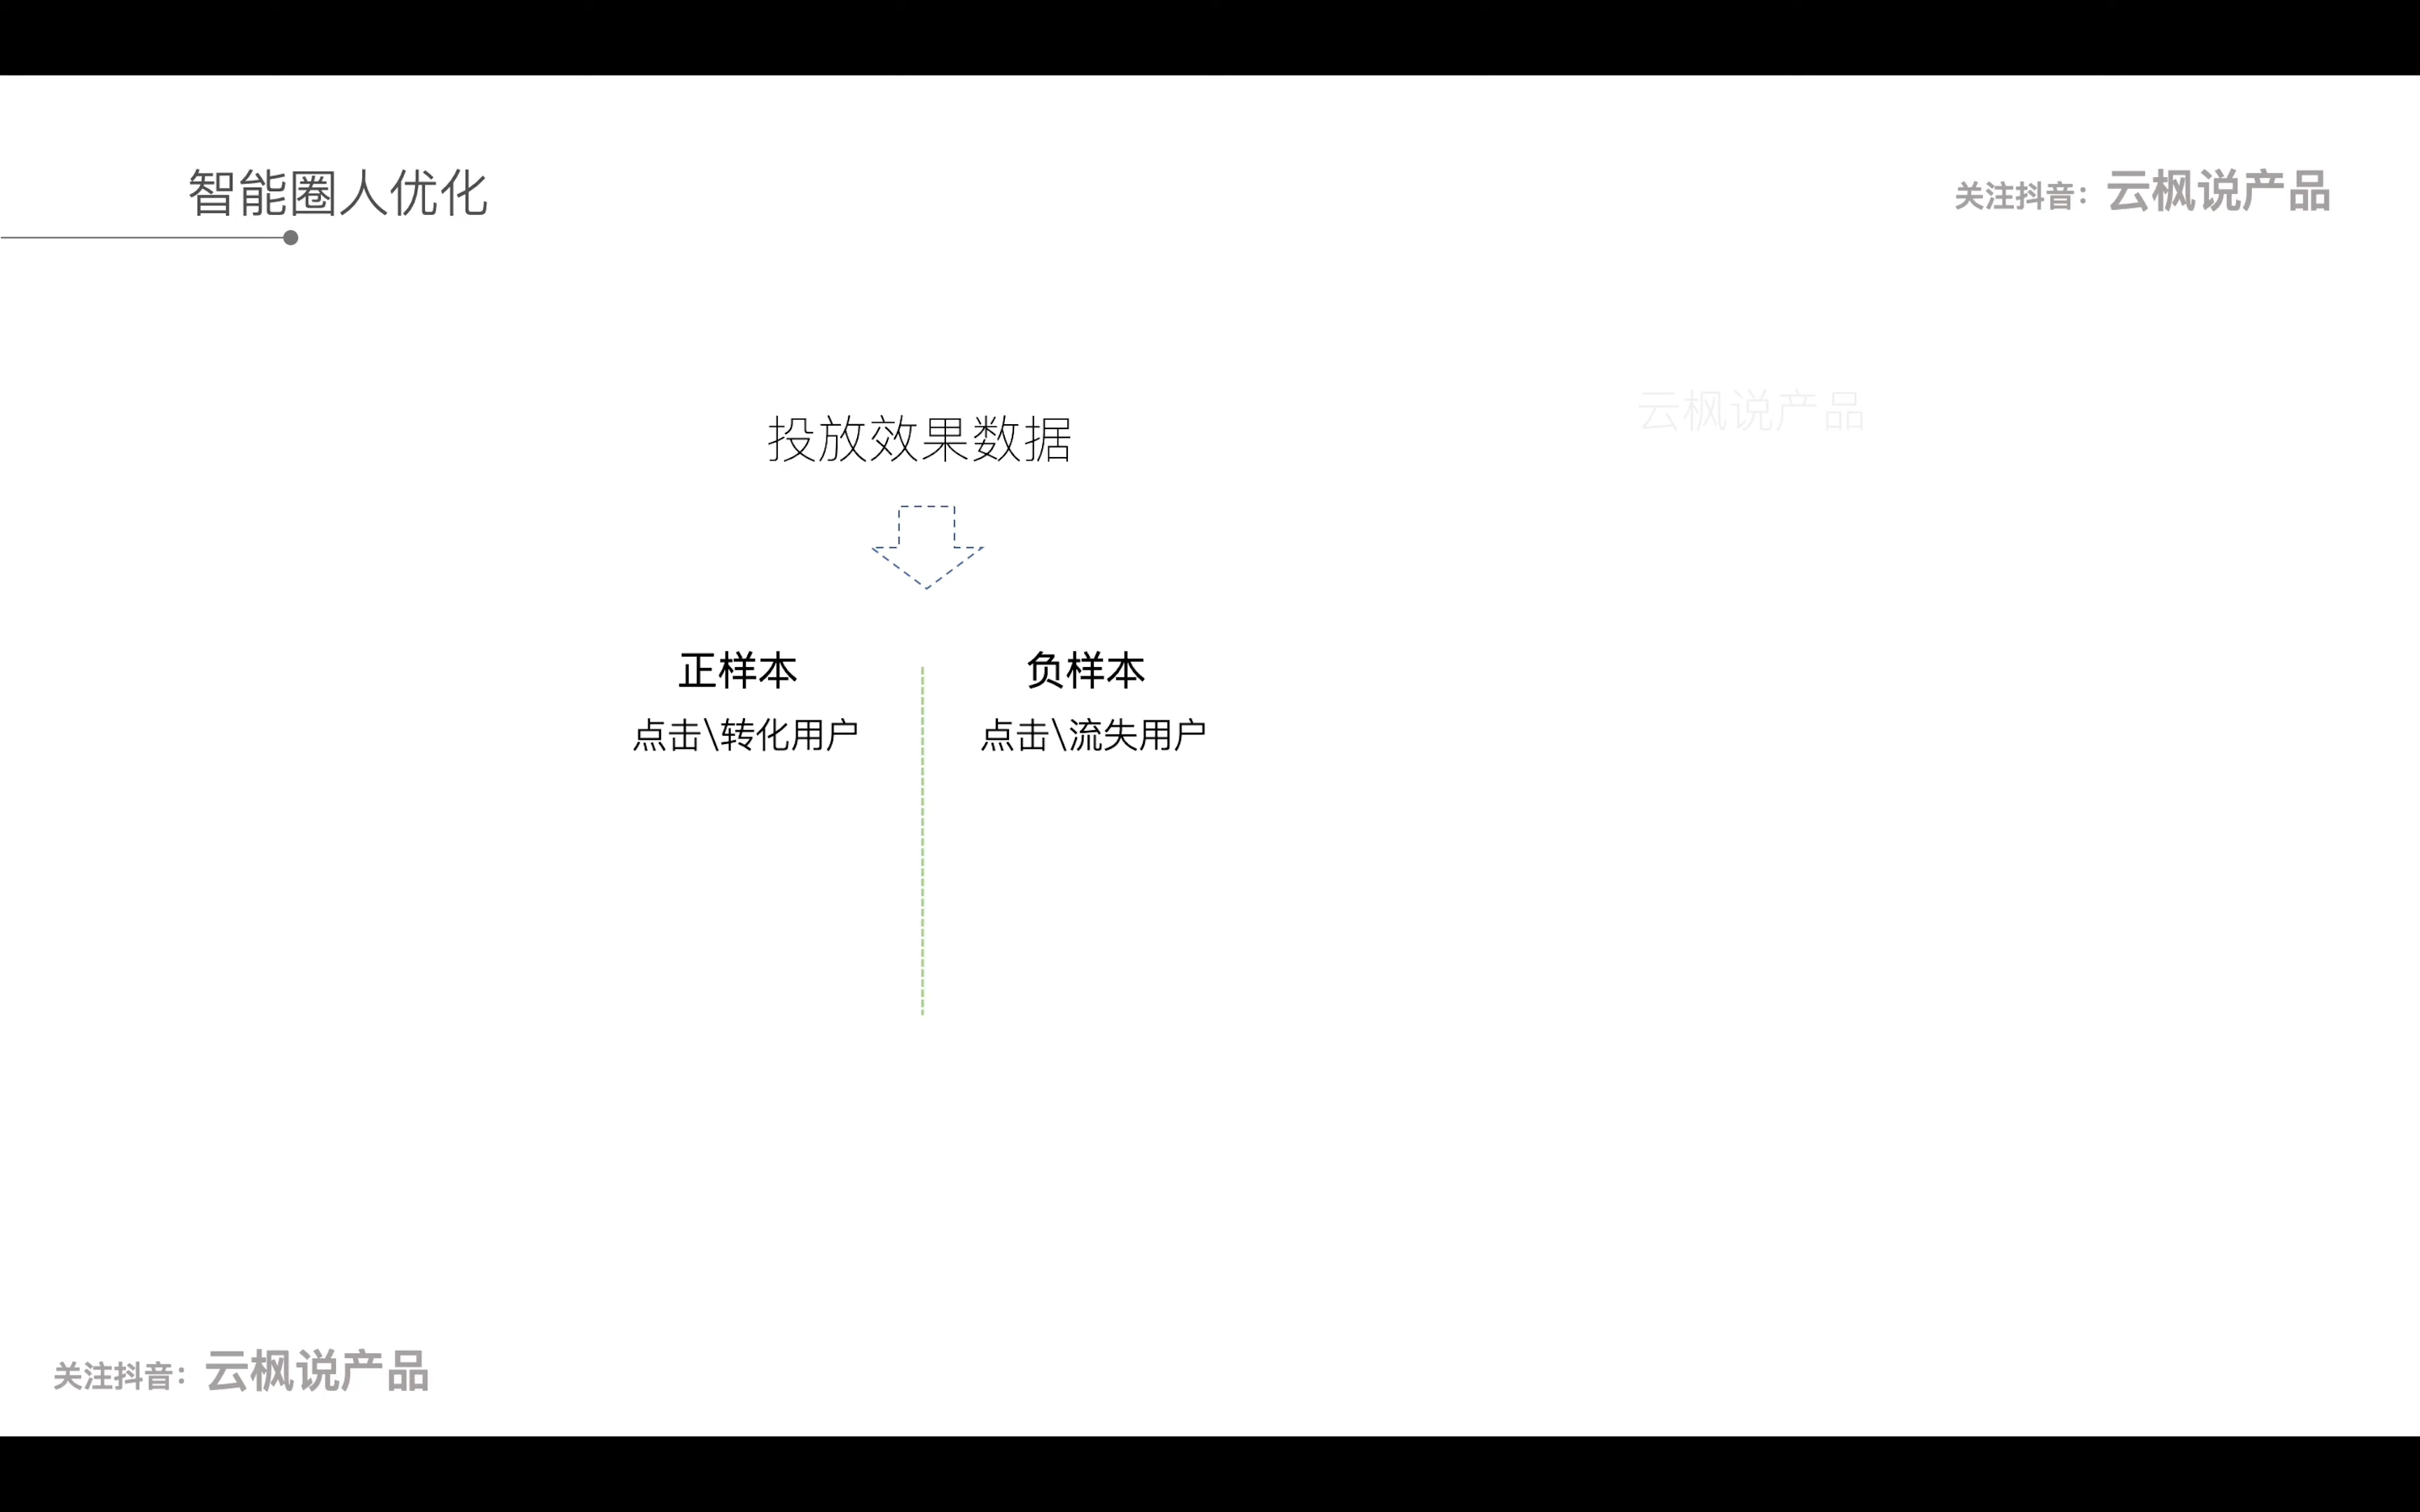 智能圈人优化
关注抖音：云枫说产品
云枫说产品
投放效果数据
正样本
负样本
点击\转化用户
点击\流失用户
关注抖音：云枫说产品